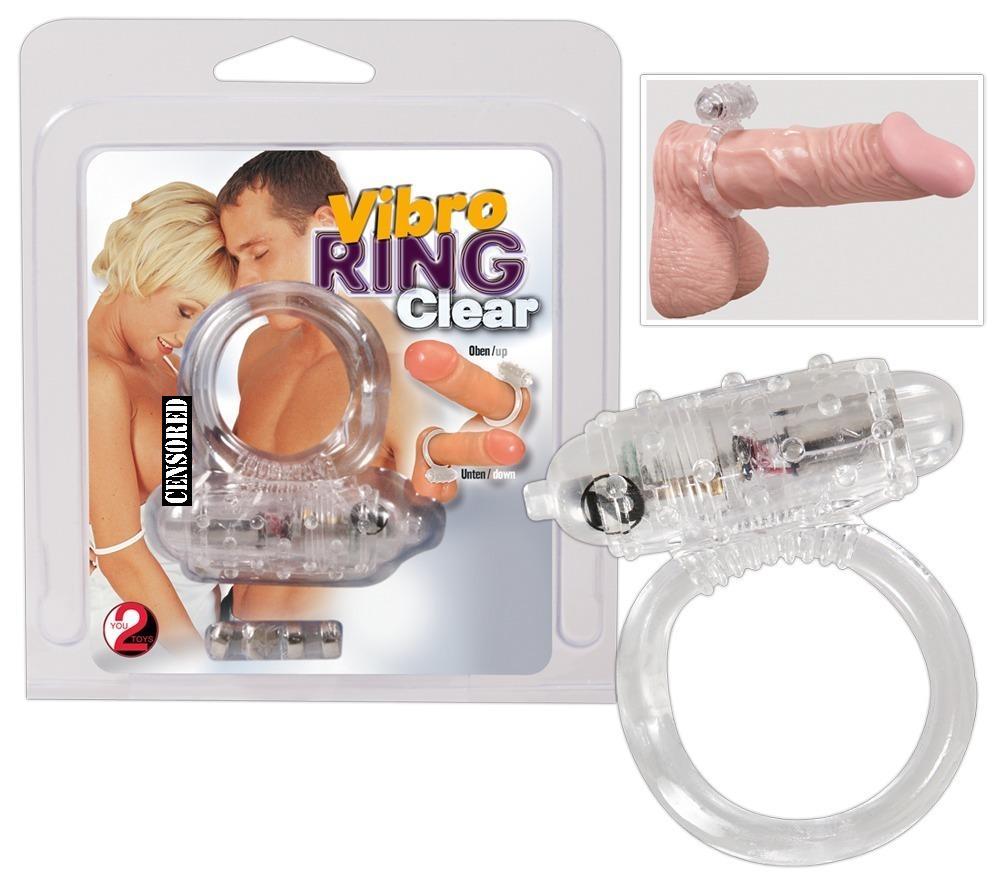 Vibro
RING
Clear
Oben / up
Unten / down
CENSORED
YOU
2
TOYS